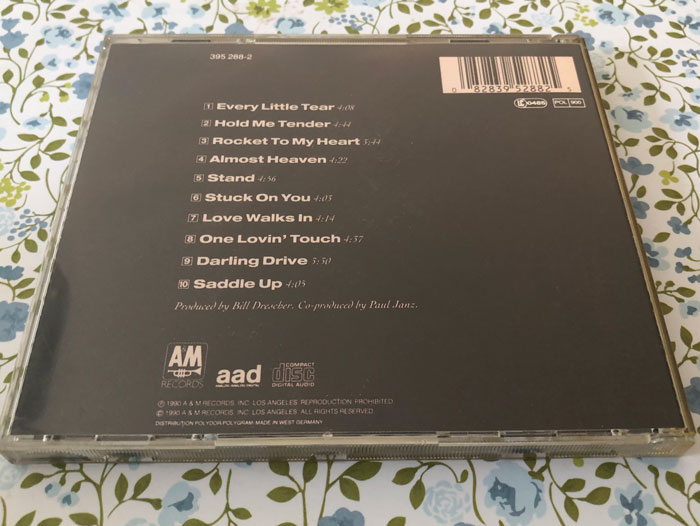 395 288-2
0 82839 52882 5
LC 0485
POL 900
1 Every Little Tear 4:08
2 Hold Me Tender 4:44
3 Rocket To My Heart 3:44
4 Almost Heaven 4:22
5 Stand 4:56
6 Stuck On You 4:03
7 Love Walks In 4:14
8 One Lovin' Touch 4:37
9 Darling Drive 3:50
10 Saddle Up 4:05
Produced by Bill Drescher. Co-produced by Paul Janz.
A&M
RECORDS
aad
ANALOG ANALOG DIGITAL
COMPACT
disc
DIGITAL AUDIO
℗ 1990 A & M RECORDS, INC. LOS ANGELES. REPRODUCTION PROHIBITED.
© 1990 A & M RECORDS, INC. LOS ANGELES. ALL RIGHTS RESERVED.
DISTRIBUTION POLYDOR/POLYGRAM · MADE IN WEST GERMANY